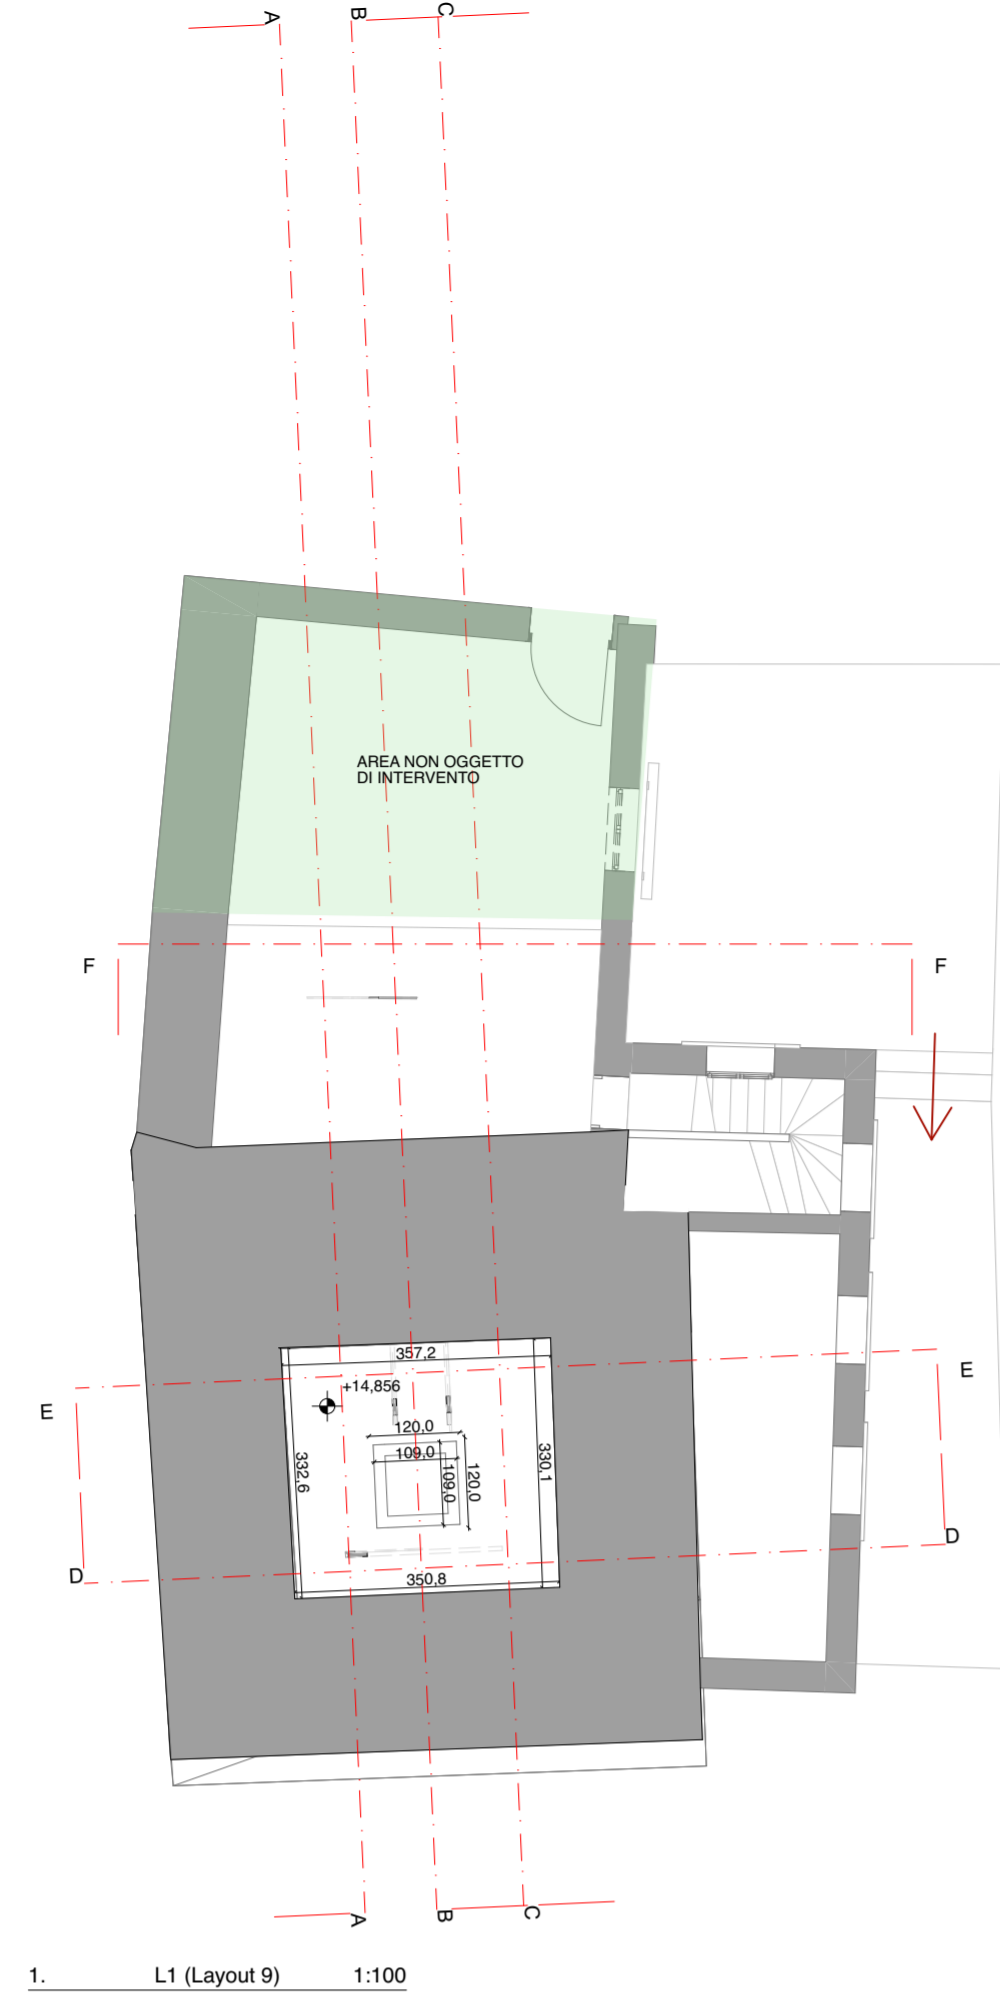 A
B
C
AREA NON OGGETTO
DI INTERVENTO
F
F
357,2
+14,856
E
E
120,0
109,0
332,6
109,0
120,0
330,1
D
D
350,8
A
B
C
1. L1 (Layout 9) 1:100